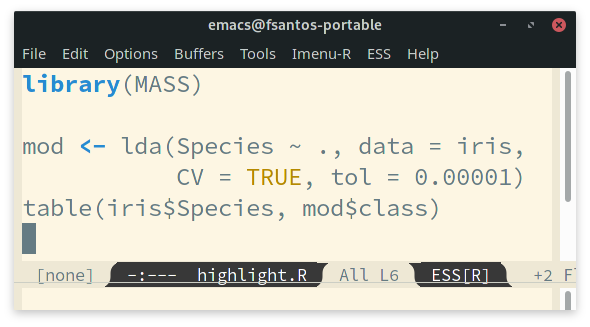 emacs@fsantos-portable
File Edit Options Buffers Tools Imenu-R ESS Help
library(MASS)
mod <- lda(Species ~ ., data = iris,
CV = TRUE, tol = 0.00001)
table(iris$Species, mod$class)
[none] -:--- highlight.R All L6 ESS[R] +2